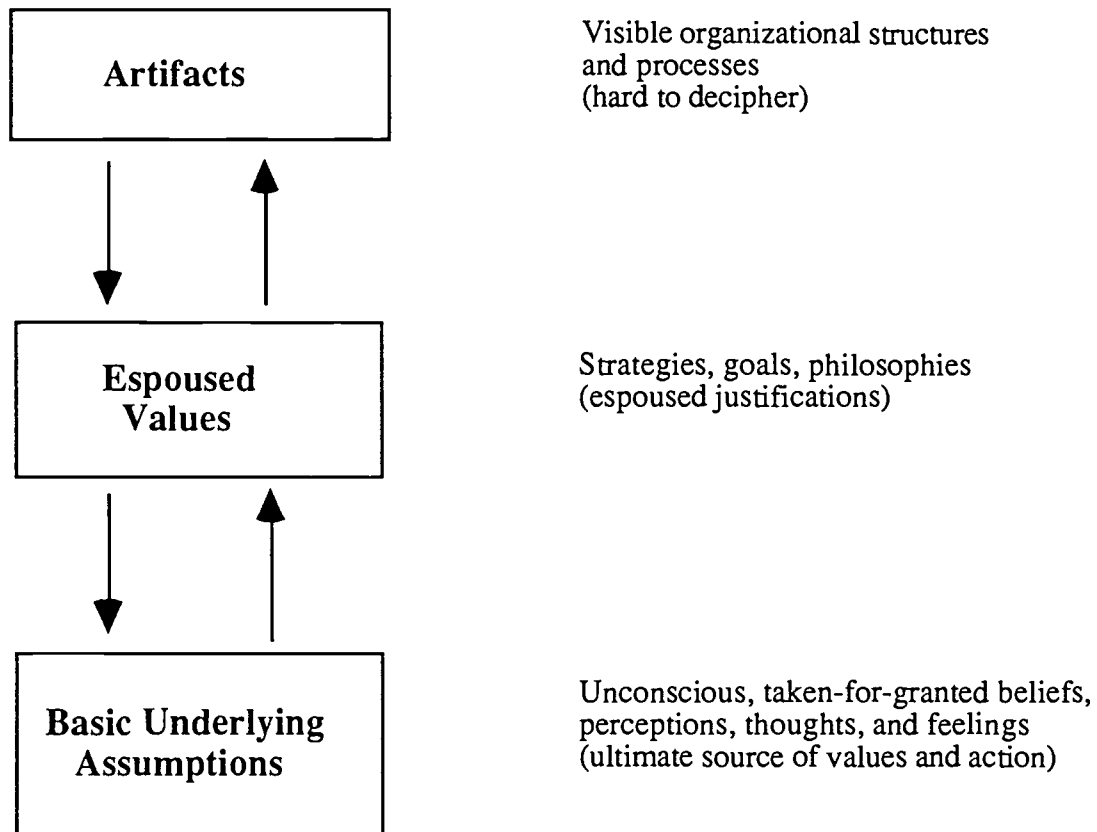 Artifacts
Visible organizational structures
and processes
(hard to decipher)
Espoused
Values
Strategies, goals, philosophies
(espoused justifications)
Basic Underlying
Assumptions
Unconscious, taken-for-granted beliefs,
perceptions, thoughts, and feelings
(ultimate source of values and action)